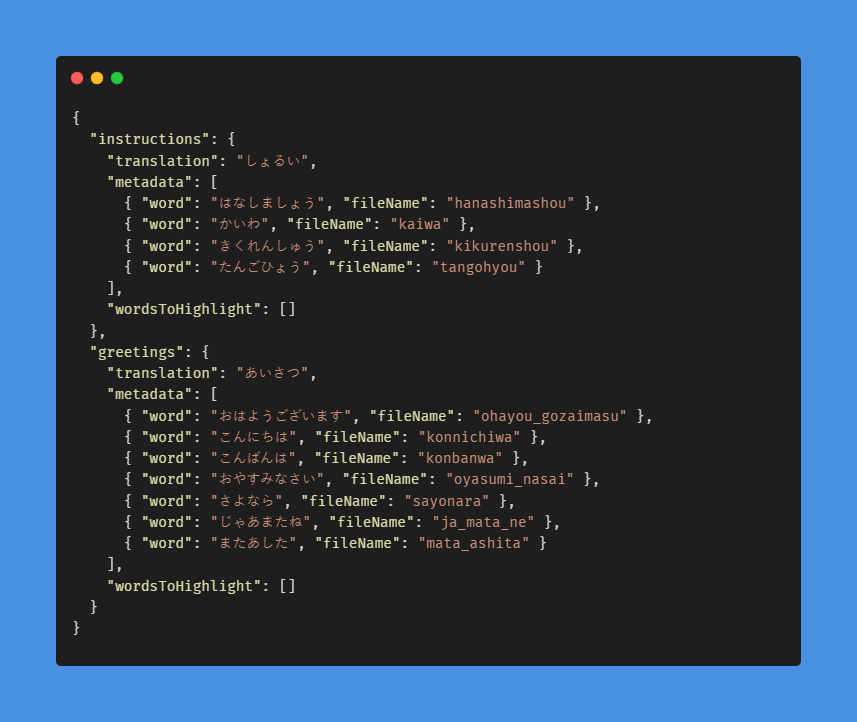 {
  "instructions": {
    "translation": "しょるい",
    "metadata": [
      { "word": "はなしましょう", "fileName": "hanashimashou" },
      { "word": "かいわ", "fileName": "kaiwa" },
      { "word": "きくれんしゅう", "fileName": "kikurenshou" },
      { "word": "たんごひょう", "fileName": "tangohyou" }
    ],
    "wordsToHighlight": []
  },
  "greetings": {
    "translation": "あいさつ",
    "metadata": [
      { "word": "おはようございます", "fileName": "ohayou_gozaimasu" },
      { "word": "こんにちは", "fileName": "konnichiwa" },
      { "word": "こんばんは", "fileName": "konbanwa" },
      { "word": "おやすみなさい", "fileName": "oyasumi_nasai" },
      { "word": "さよなら", "fileName": "sayonara" },
      { "word": "じゃあまたね", "fileName": "ja_mata_ne" },
      { "word": "またあした", "fileName": "mata_ashita" }
    ],
    "wordsToHighlight": []
  }
}